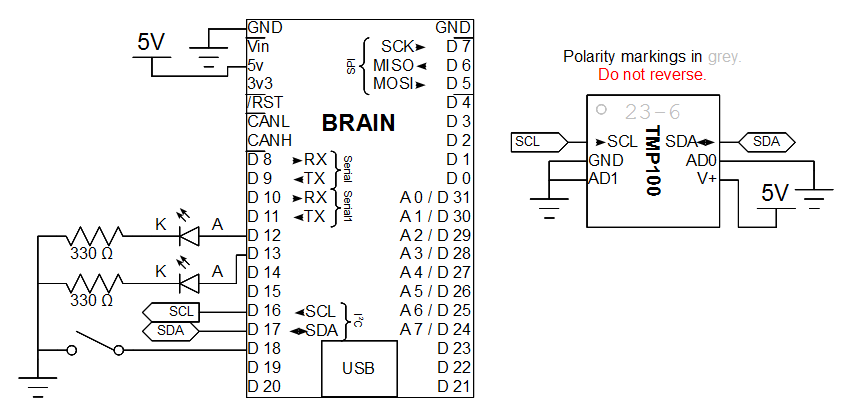 GND GND
5V
Vin SCK D 7
5v MISO D 6
SPI
3v3 MOSI D 5
/RST D 4
CANL BRAIN D 3
CANH D 2
D 8 RX D 1
Serial
D 9 TX D 0
D 10 RX A 0 / D 31
Serial1
D 11 TX A 1 / D 30
K A D 12 A 2 / D 29
330 Ω D 13 A 3 / D 28
K A D 14 A 4 / D 27
330 Ω D 15 A 5 / D 26
SCL D 16 SCL A 6 / D 25
I²C
SDA D 17 SDA A 7 / D 24
D 18 D 23
D 19 USB D 22
D 20 D 21
Polarity markings in grey.
Do not reverse.
23-6
SCL SCL SDA SDA
TMP100
GND AD0
AD1 V+
5V